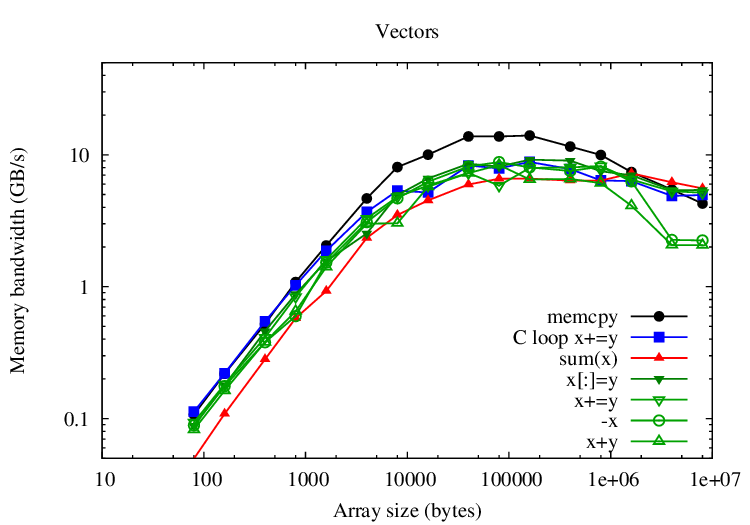 Vectors
Memory bandwidth (GB/s)
10
1
0.1
memcpy
C loop x+=y
sum(x)
x[:]=y
x+=y
-x
x+y
10 100 1000 10000 100000 1e+06 1e+07
Array size (bytes)